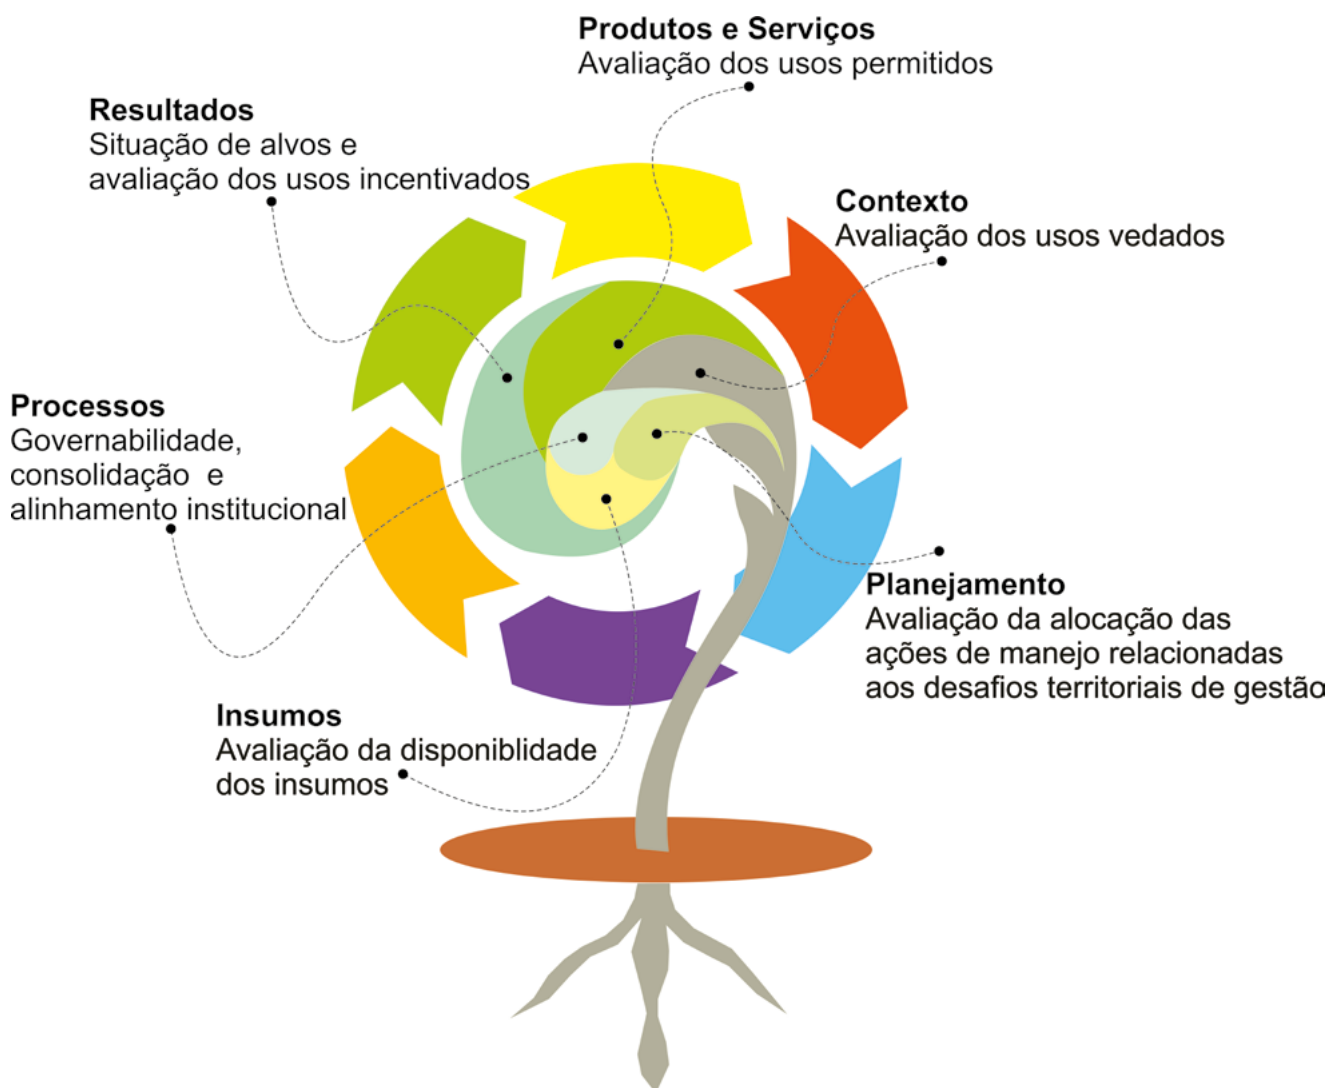 Produtos e Serviços
Avaliação dos usos permitidos
Resultados
Situação de alvos e
avaliação dos usos incentivados
Contexto
Avaliação dos usos vedados
Processos
Governabilidade,
consolidação e
alinhamento institucional
Planejamento
Avaliação da alocação das
ações de manejo relacionadas
aos desafios territoriais de gestão
Insumos
Avaliação da disponiblidade
dos insumos